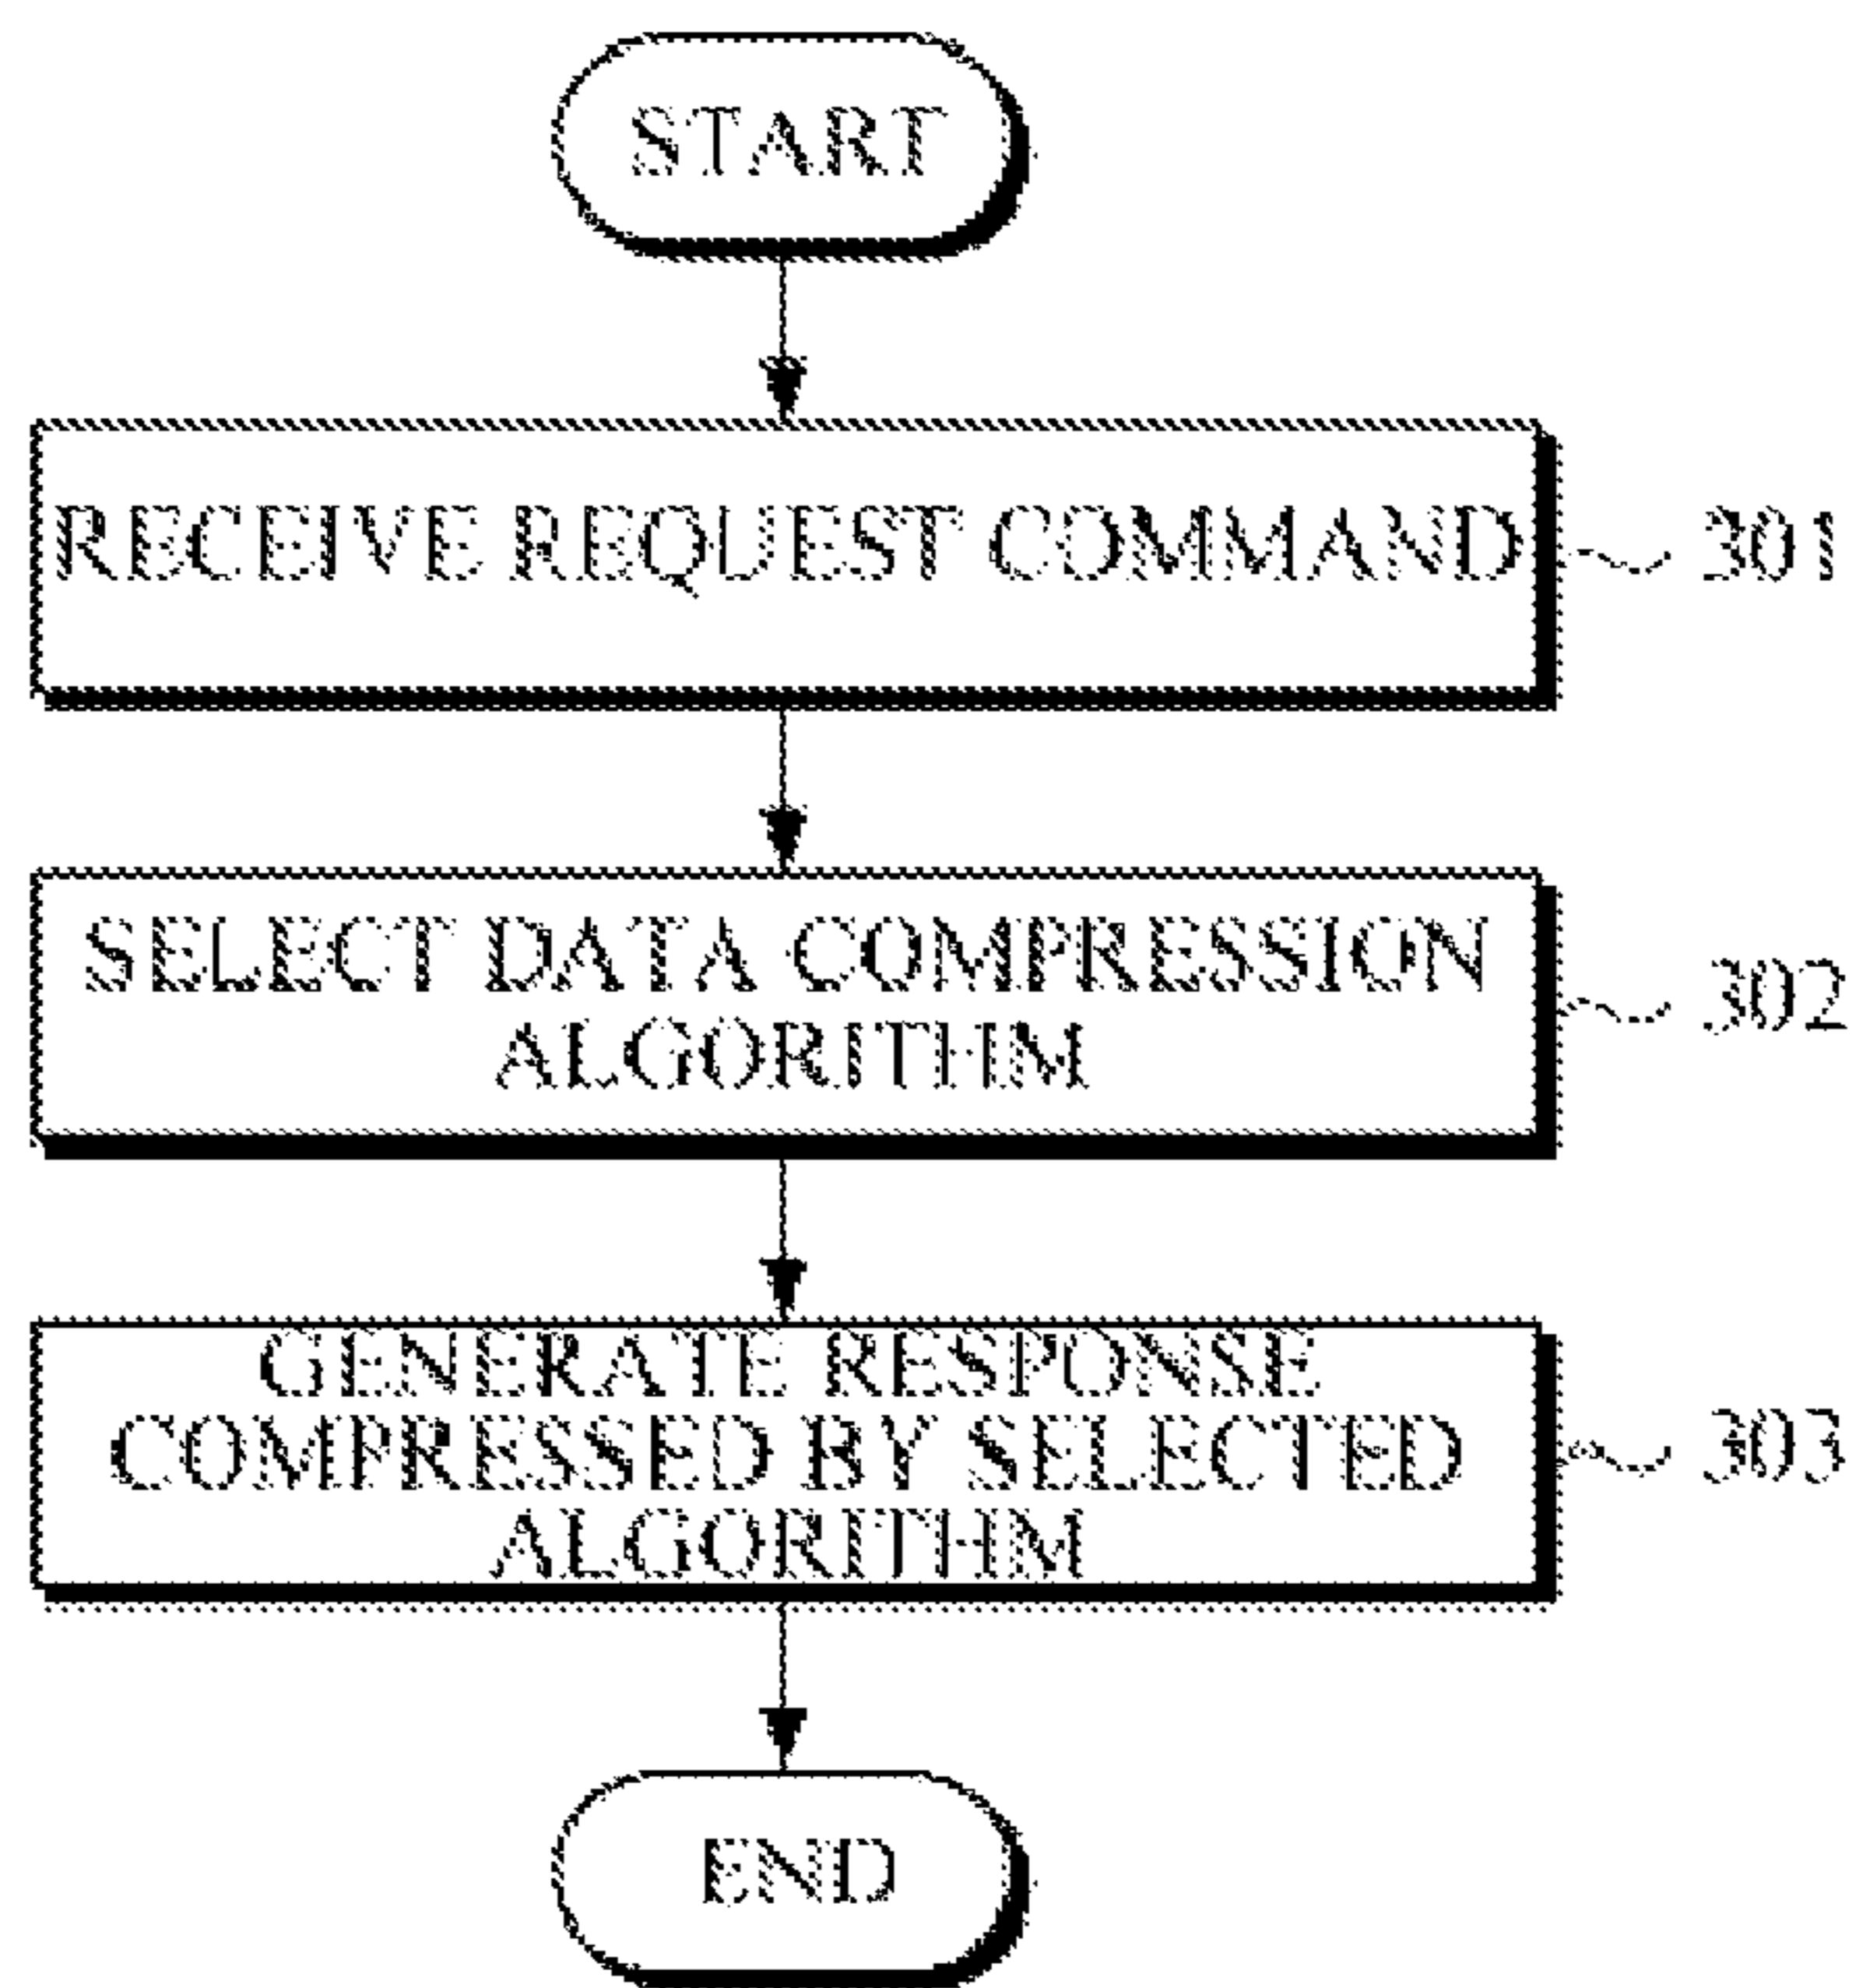 START
RECEIVE REQUEST COMMAND
301
SELECT DATA COMPRESSION
ALGORITHM
302
GENERATE RESPONSE
COMPRESSED BY SELECTED
ALGORITHM
303
END